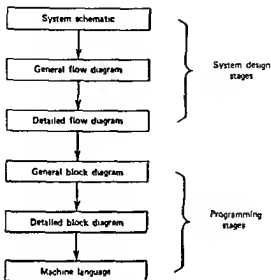 System schematic
General flow diagram
System design
stages
Detailed flow diagram
General block diagram
Detailed block diagram
Programming
stages
Machine language